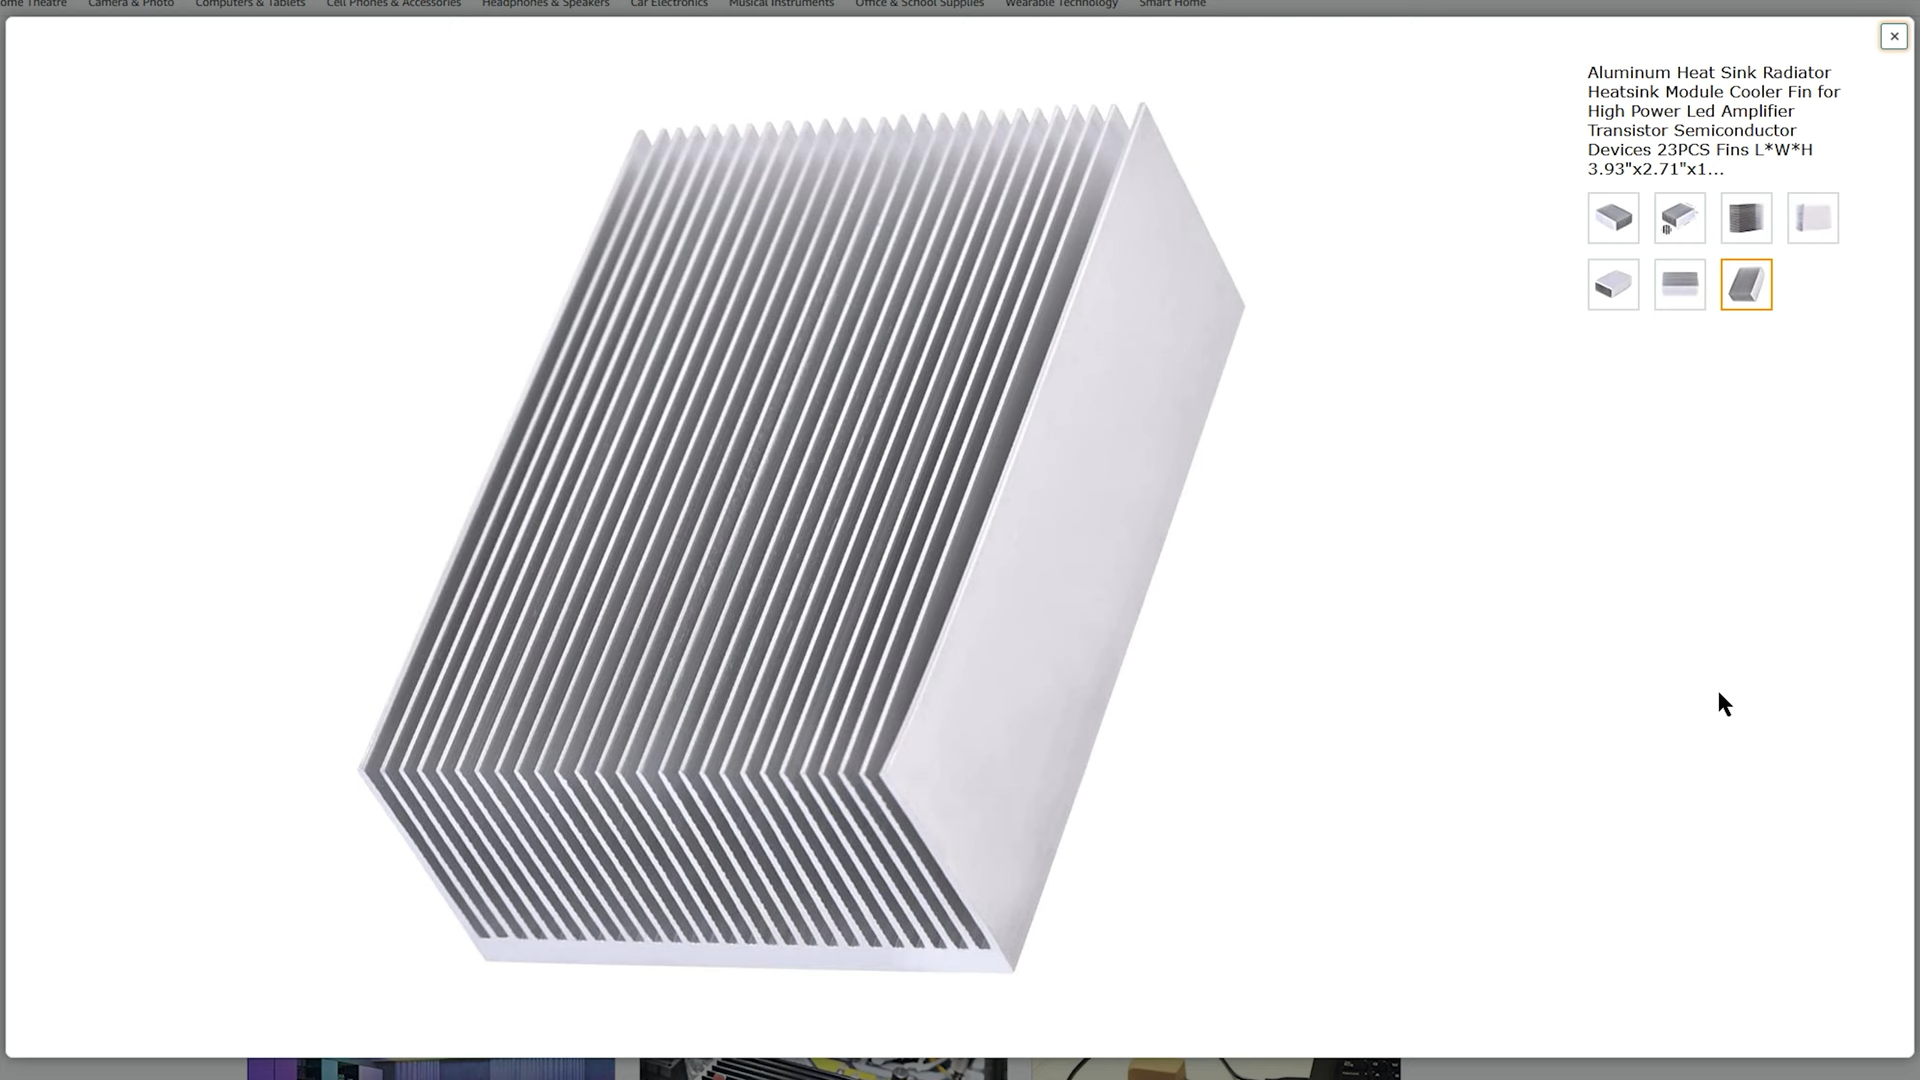 ome Theatre Camera & Photo Computers & Tablets Cell Phones & Accessories Headphones & Speakers Car Electronics Musical Instruments Office & School Supplies Wearable Technology Smart Home
Aluminum Heat Sink Radiator
Heatsink Module Cooler Fin for
High Power Led Amplifier
Transistor Semiconductor
Devices 23PCS Fins L*W*H
3.93"x2.71"x1...